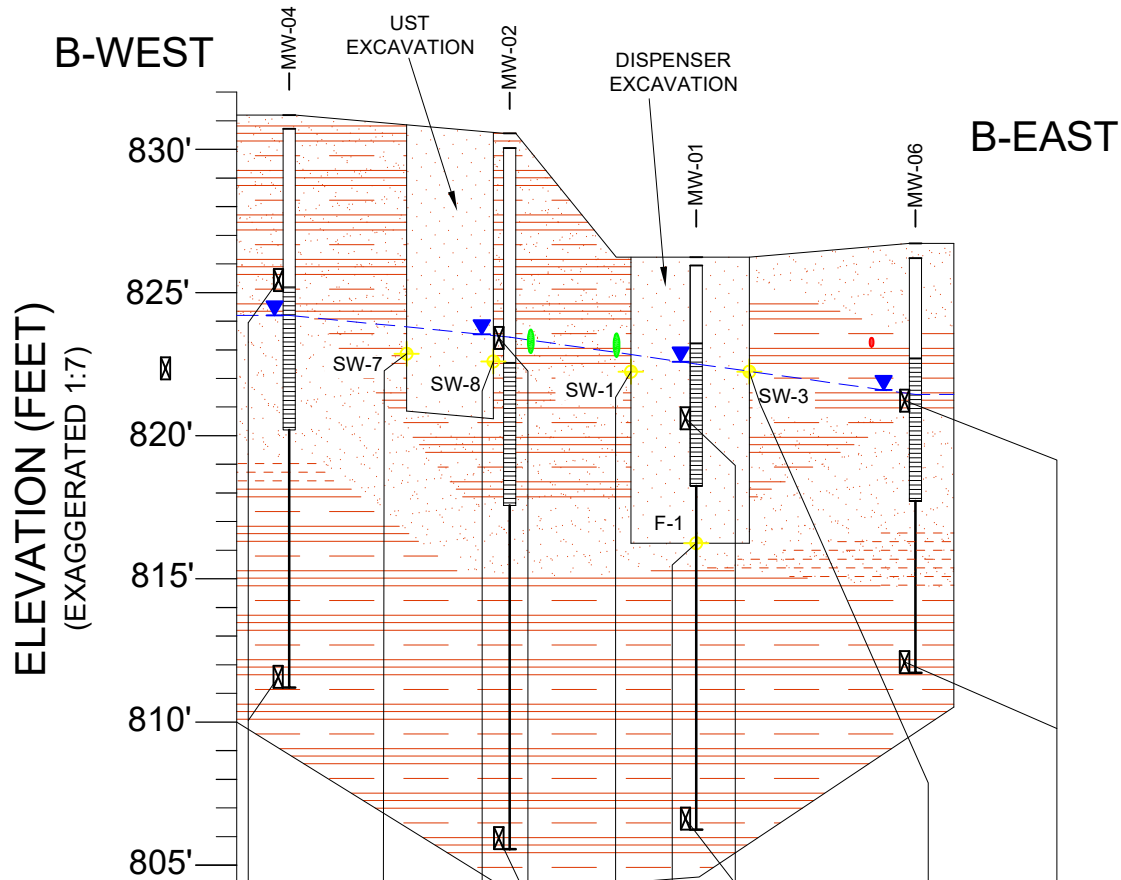 B-WEST
MW-04
UST
EXCAVATION
MW-02
DISPENSER
EXCAVATION
MW-01
MW-06
B-EAST
830'
825'
820'
815'
810'
805'
ELEVATION (FEET)
(EXAGGERATED 1:7)
SW-7
SW-8
SW-1
SW-3
F-1